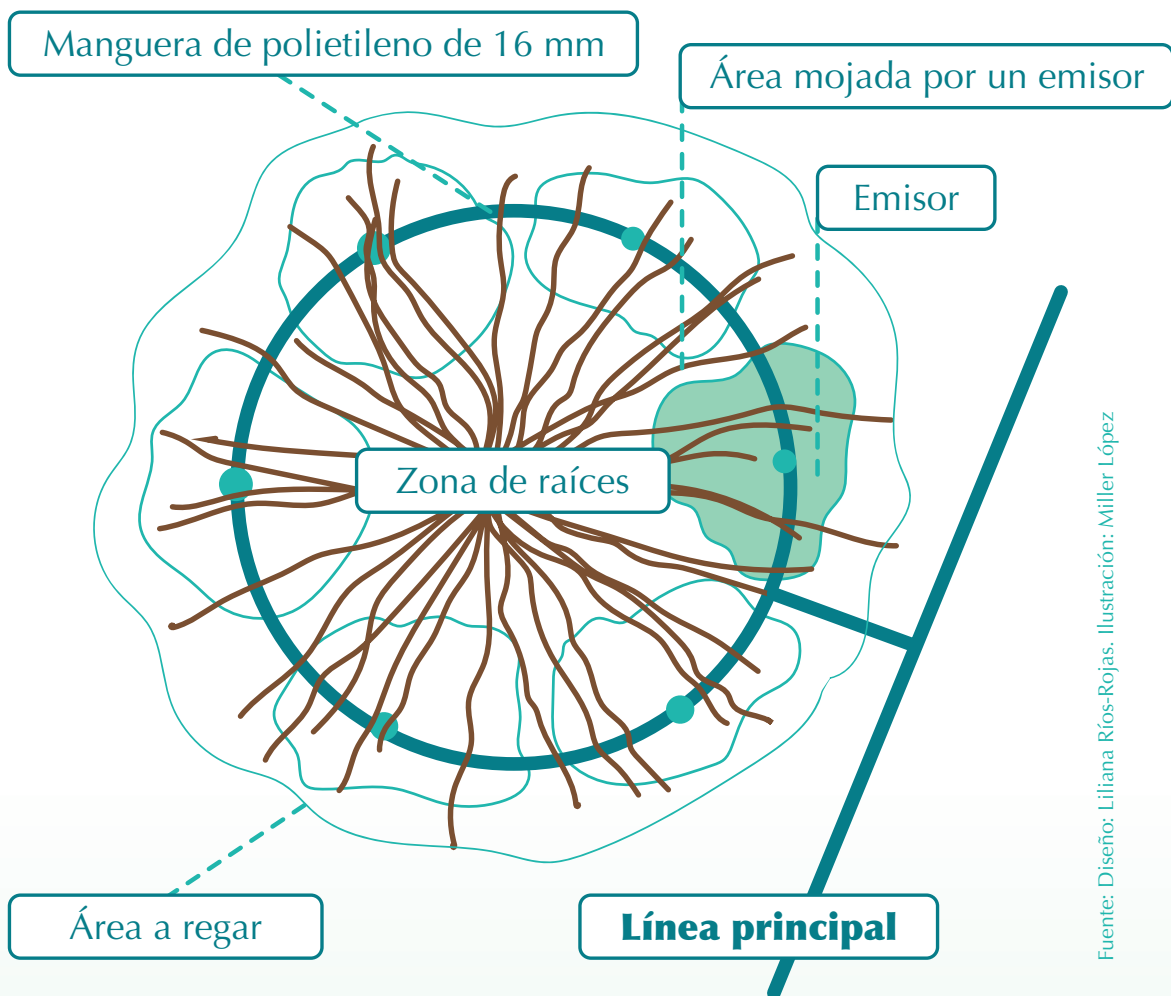 Manguera de polietileno de 16 mm
Área mojada por un emisor
Emisor
Zona de raíces
Área a regar
Línea principal
Fuente: Diseño: Liliana Ríos-Rojas. Ilustración: Miller López